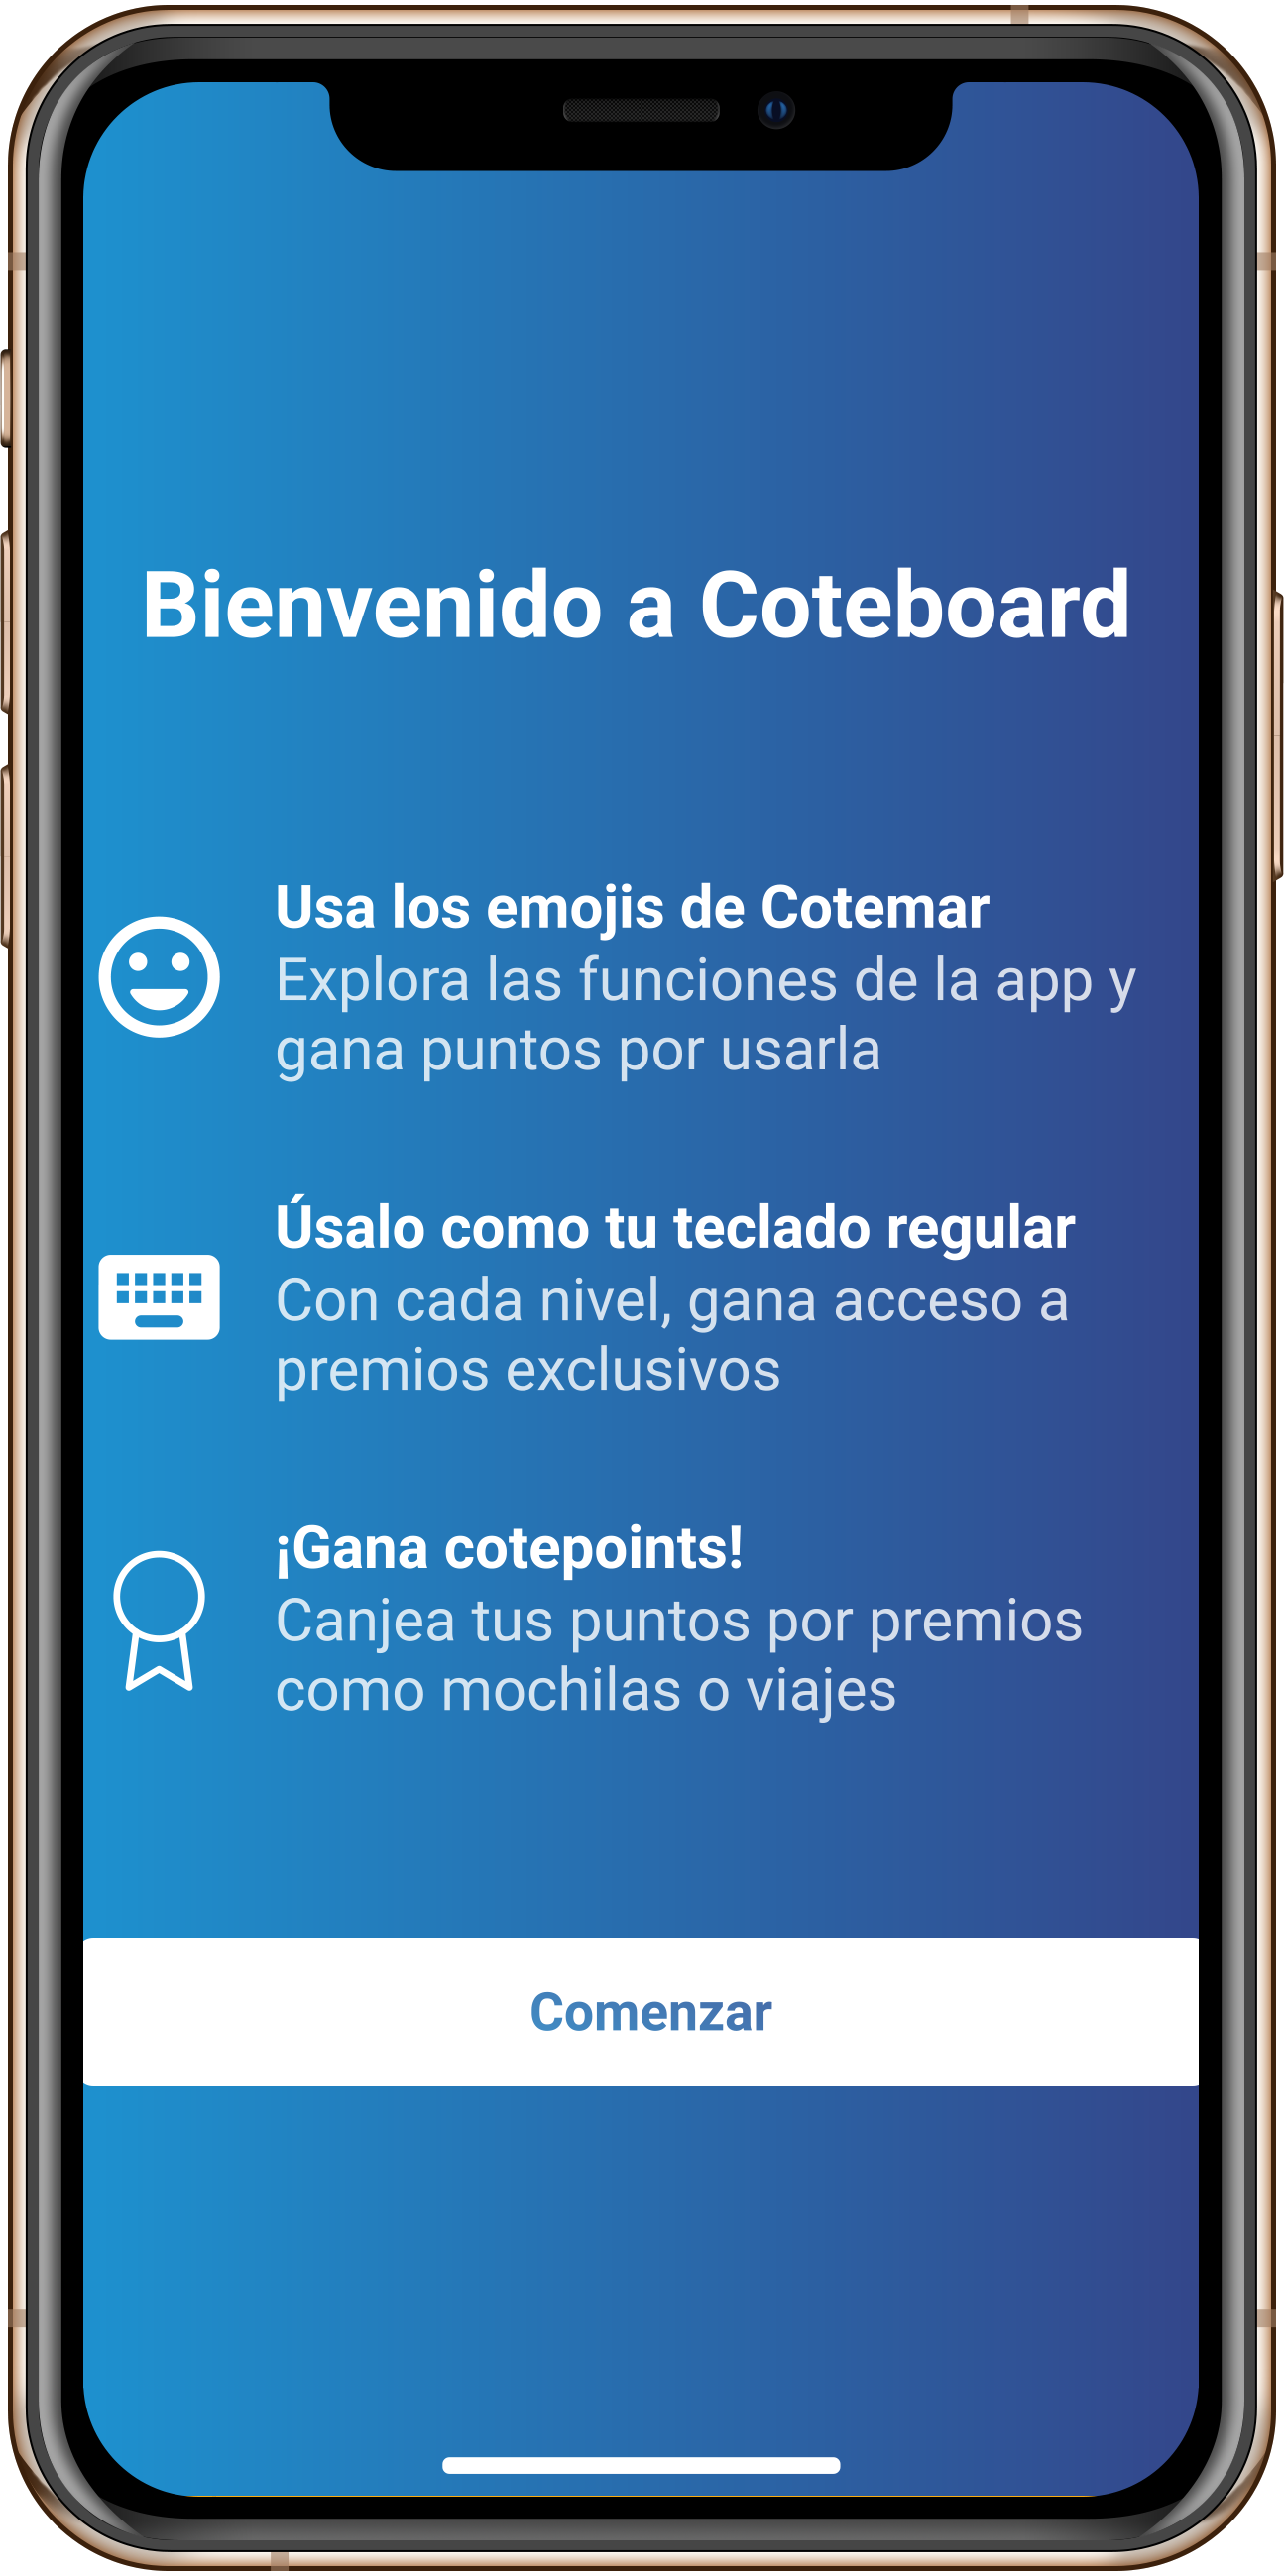 Bienvenido a Coteboard
Usa los emojis de Cotemar
Explora las funciones de la app y
gana puntos por usarla
Úsalo como tu teclado regular
Con cada nivel, gana acceso a
premios exclusivos
¡Gana cotepoints!
Canjea tus puntos por premios
como mochilas o viajes
Comenzar